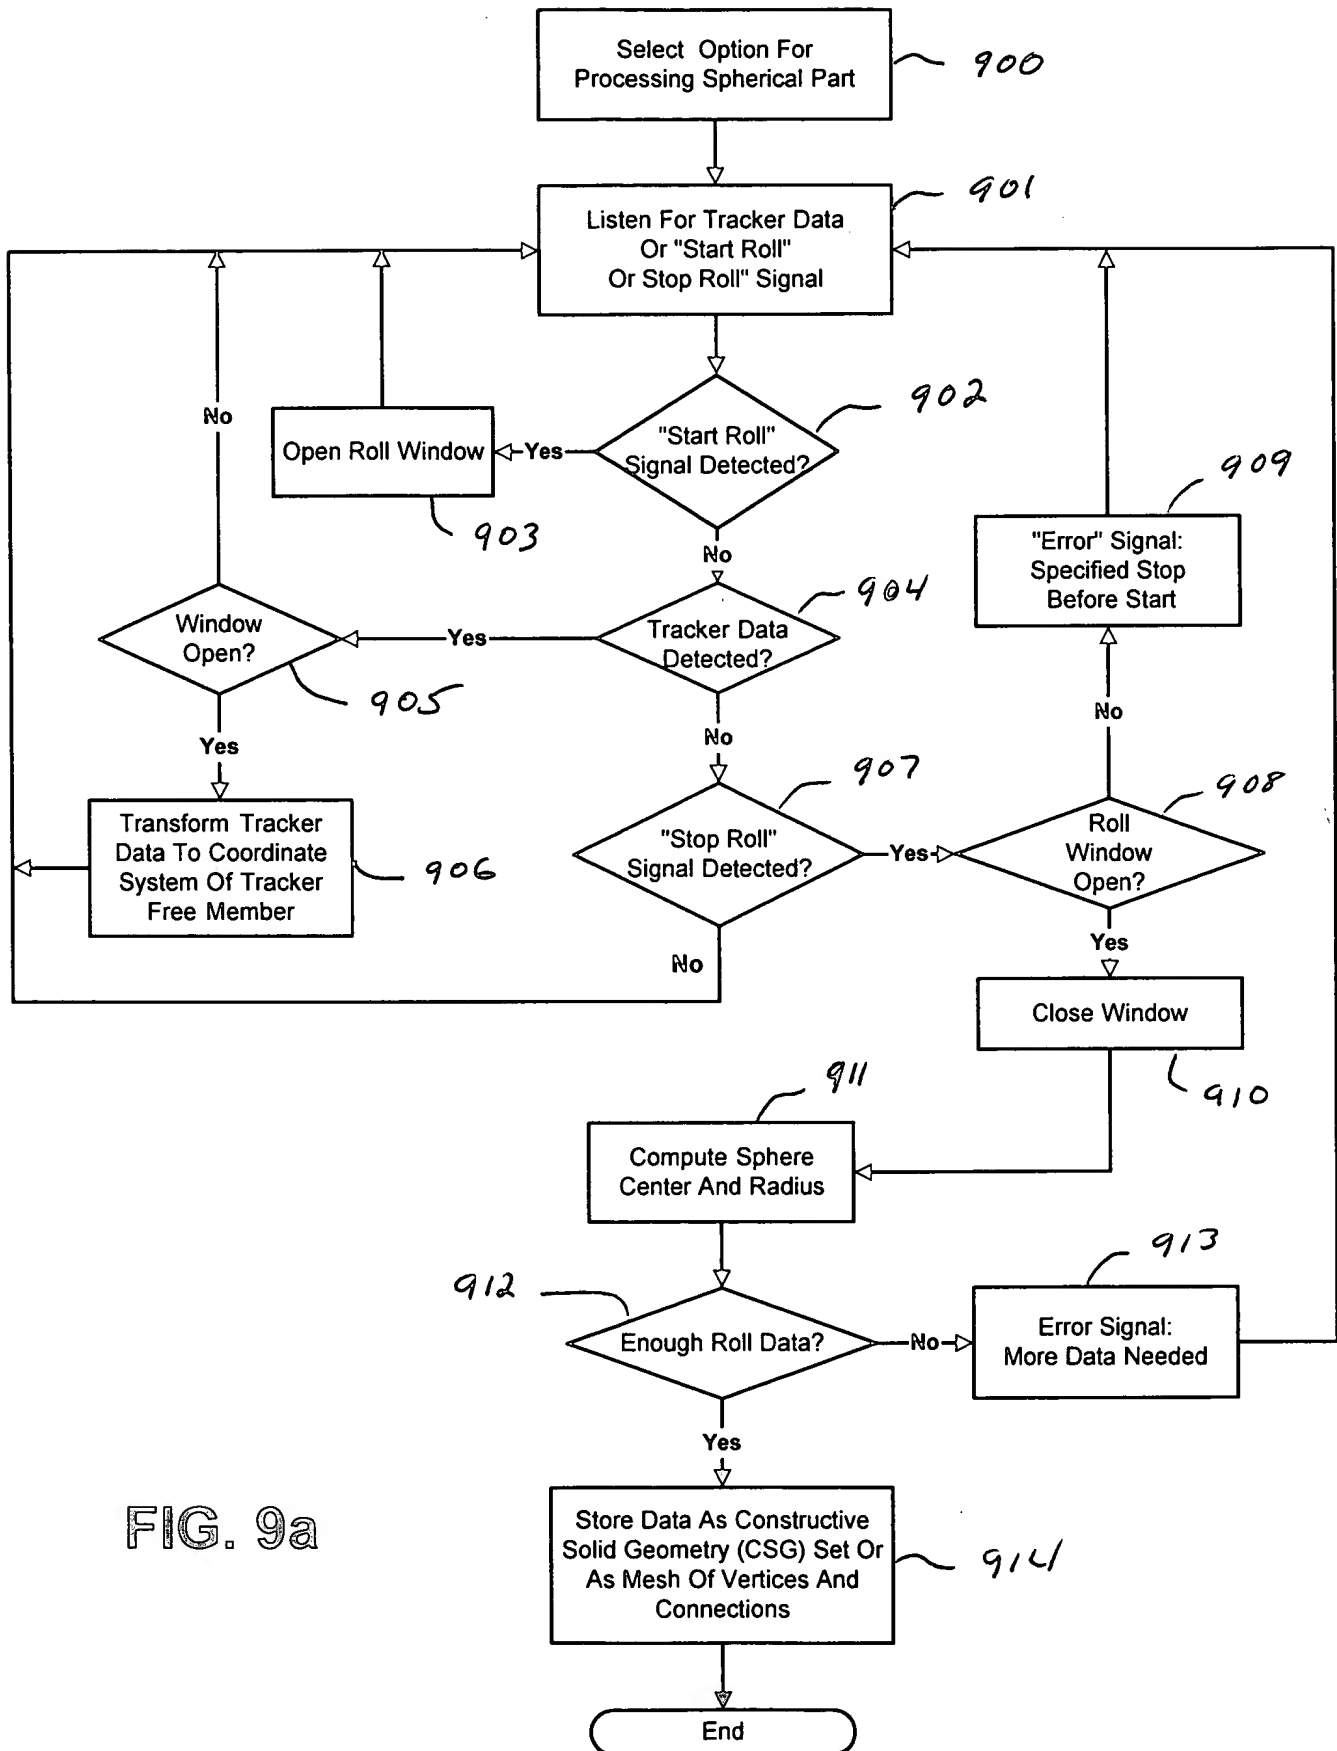 Select Option For
Processing Spherical Part
900
Listen For Tracker Data
Or "Start Roll"
Or Stop Roll" Signal
901
"Start Roll"
Signal Detected?
902
Yes
Open Roll Window
903
No
No
Tracker Data
Detected?
904
Yes
Window
Open?
905
Yes
Transform Tracker
Data To Coordinate
System Of Tracker
Free Member
906
No
"Stop Roll"
Signal Detected?
907
No
Yes
Roll
Window
Open?
908
No
"Error" Signal:
Specified Stop
Before Start
909
Yes
Close Window
910
Compute Sphere
Center And Radius
911
Enough Roll Data?
912
No
Error Signal:
More Data Needed
913
Yes
Store Data As Constructive
Solid Geometry (CSG) Set Or
As Mesh Of Vertices And
Connections
914
End
FIG. 9a